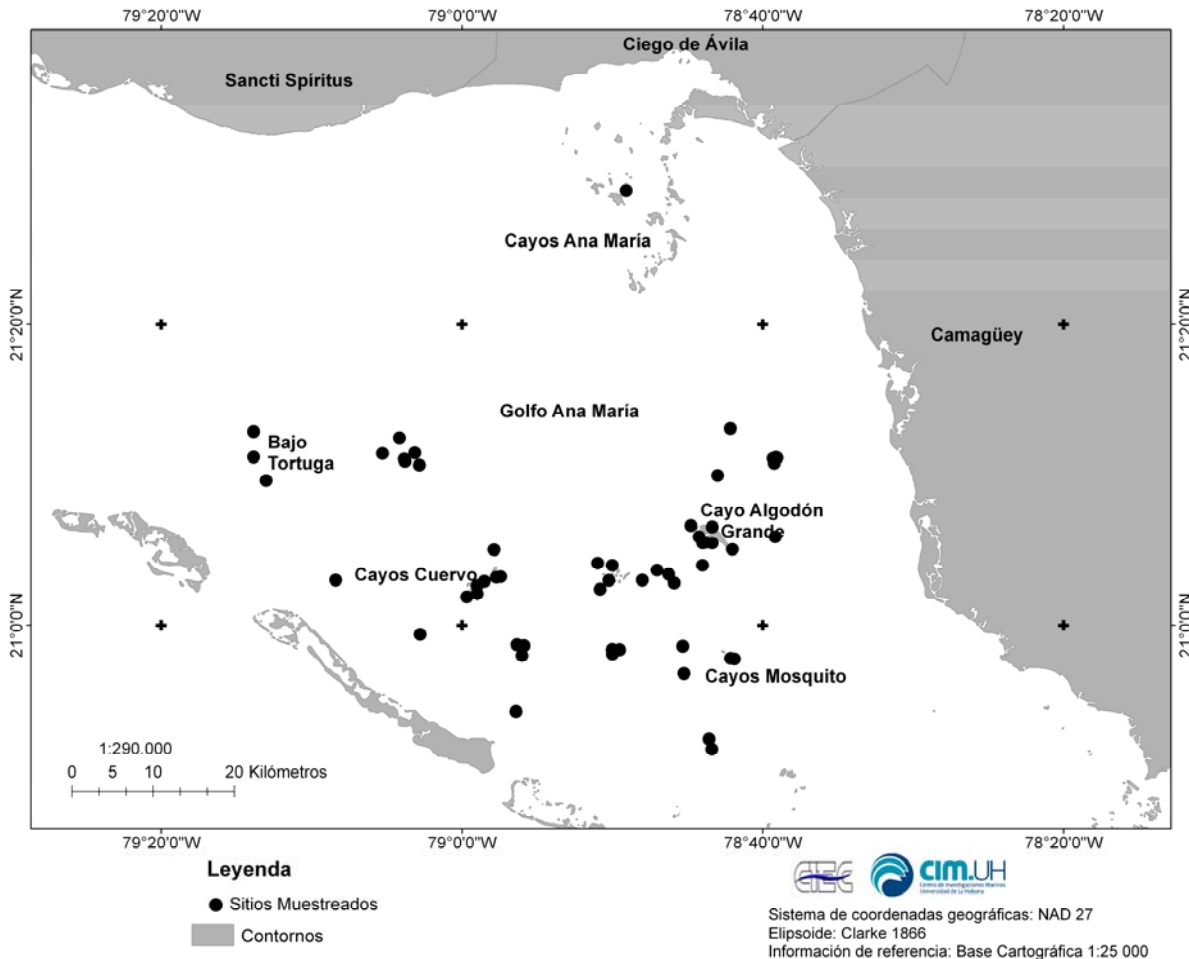 79°20'0"W 79°0'0"W 78°40'0"W 78°20'0"W
Ciego de Ávila
Sancti Spíritus
Cayos Ana María
21°20'0"N
21°20'0"N
Camagüey
Golfo Ana María
Bajo
Tortuga
Cayo Algodón
Grande
Cayos Cuervo
21°0'0"N
21°0'0"N
Cayos Mosquito
1:290.000
0 5 10 20 Kilómetros
79°20'0"W 79°0'0"W 78°40'0"W 78°20'0"W
Leyenda
Sitios Muestreados
Contornos
CIEC
CIM.UH
Centro de Investigaciones Marinas
Universidad de La Habana
Sistema de coordenadas geográficas: NAD 27
Elipsoide: Clarke 1866
Información de referencia: Base Cartográfica 1:25 000